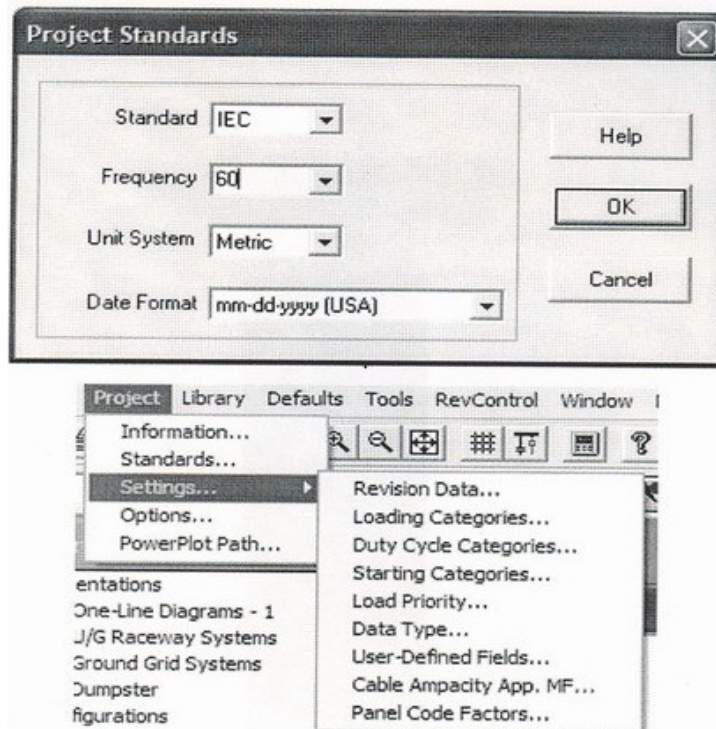 Project Standards
Standard IEC
Help
Frequency 60
OK
Unit System Metric
Cancel
Date Format mm-dd-yyyy (USA)
Project Library Defaults Tools RevControl Window
Information...
Standards...
Settings...
Revision Data...
Options...
Loading Categories...
PowerPlot Path...
Duty Cycle Categories...
entations
Starting Categories...
One-Line Diagrams - 1
Load Priority...
U/G Raceway Systems
Data Type...
Ground Grid Systems
User-Defined Fields...
Dumpster
Cable Ampacity App. MF...
figurations
Panel Code Factors...